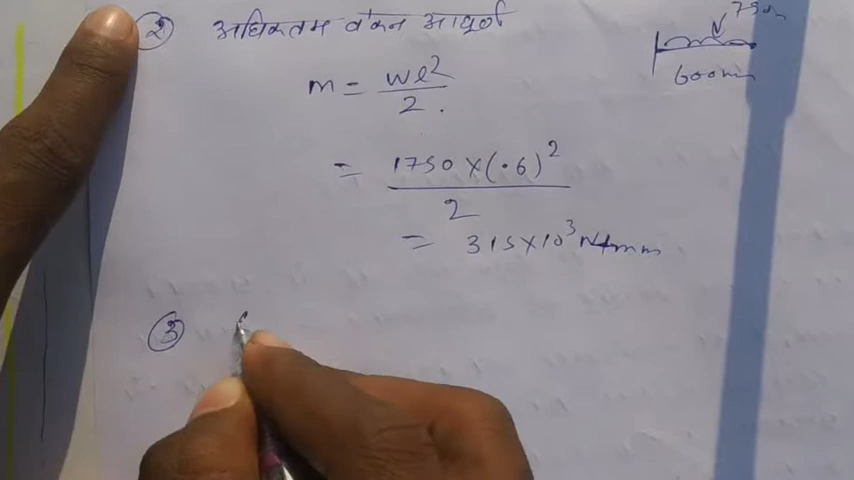 ② अधिकतम बंकन आघूर्ण
600mm
m = wl²/2.
= 1750×(.6)²/2
= 315×10³ N-mm
③